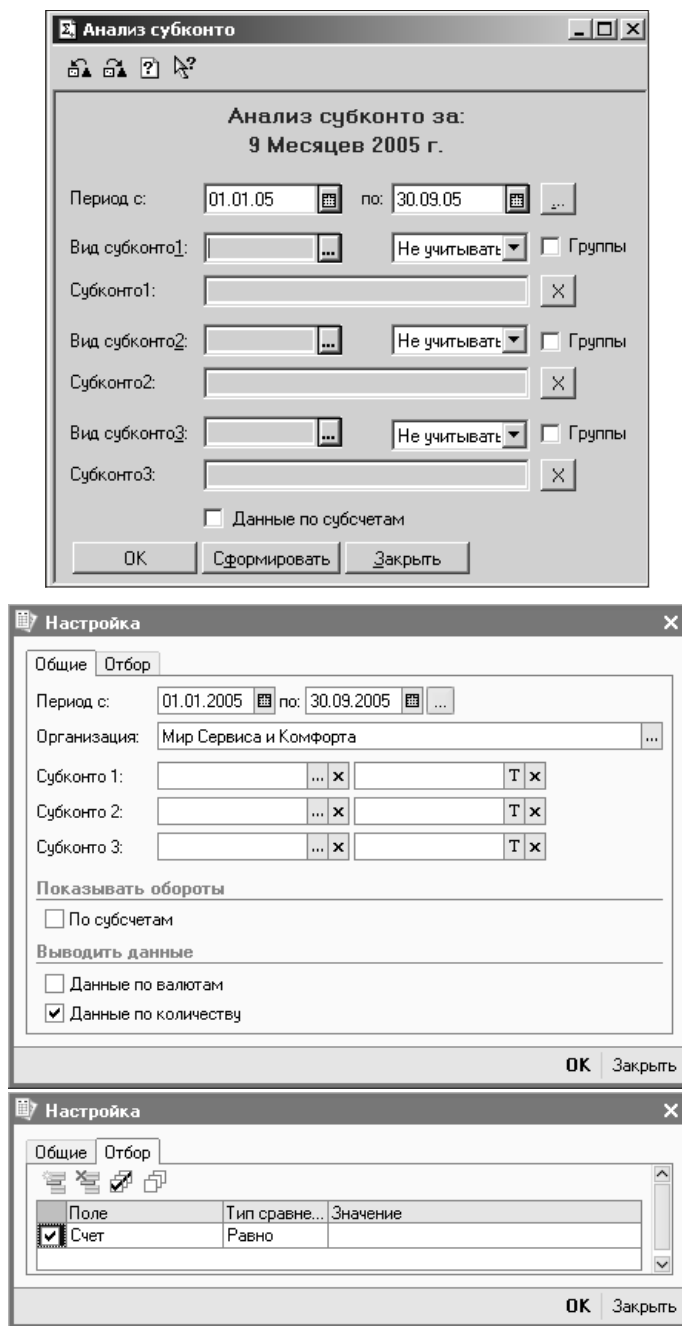 Анализ субконто
Анализ субконто за:
9 Месяцев 2005 г.
Период с: 01.01.05 по: 30.09.05 ...
Вид субконто1: ... Не учитывать Группы
Субконто1: X
Вид субконто2: ... Не учитывать Группы
Субконто2: X
Вид субконто3: ... Не учитывать Группы
Субконто3: X
Данные по субсчетам
OK Сформировать Закрыть
Настройка
Общие Отбор
Период с: 01.01.2005 по: 30.09.2005 ...
Организация: Мир Сервиса и Комфорта ...
Субконто 1: ... x T x
Субконто 2: ... x T x
Субконто 3: ... x T x
Показывать обороты
По субсчетам
Выводить данные
Данные по валютам
Данные по количеству
OK Закрыть
Настройка
Общие Отбор
Поле Тип сравне... Значение
Счет Равно
OK Закрыть